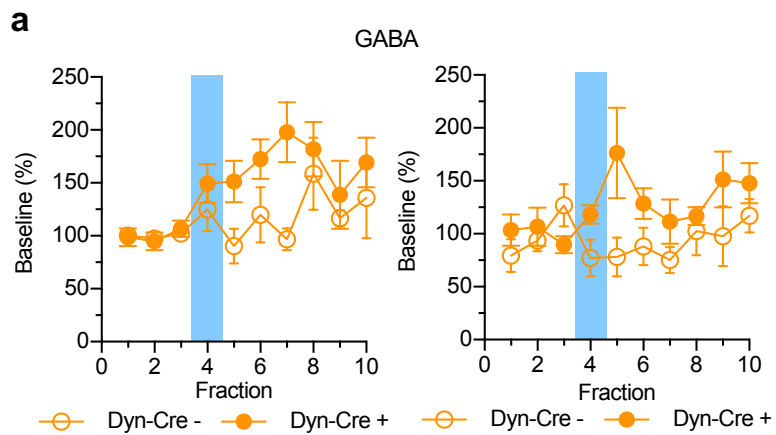 a
GABA
250
200
150
100
50
0
Baseline (%)
0 2 4 6 8 10
Fraction
Dyn-Cre - Dyn-Cre +
250
200
150
100
50
0
Baseline (%)
0 2 4 6 8 10
Fraction
Dyn-Cre - Dyn-Cre +